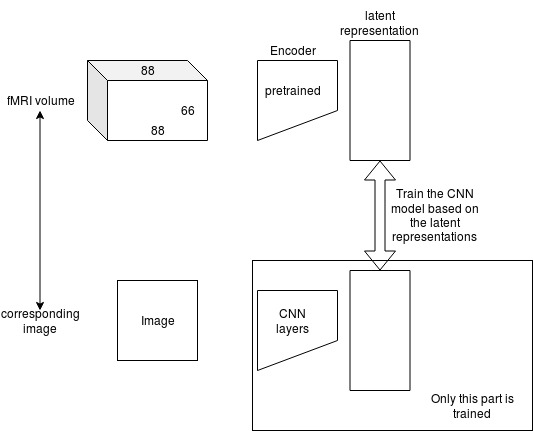 latent
representation
Encoder
88
fMRI volume
pretrained
66
88
Train the CNN
model based on
the latent
representations
corresponding
image
Image
CNN
layers
Only this part is
trained